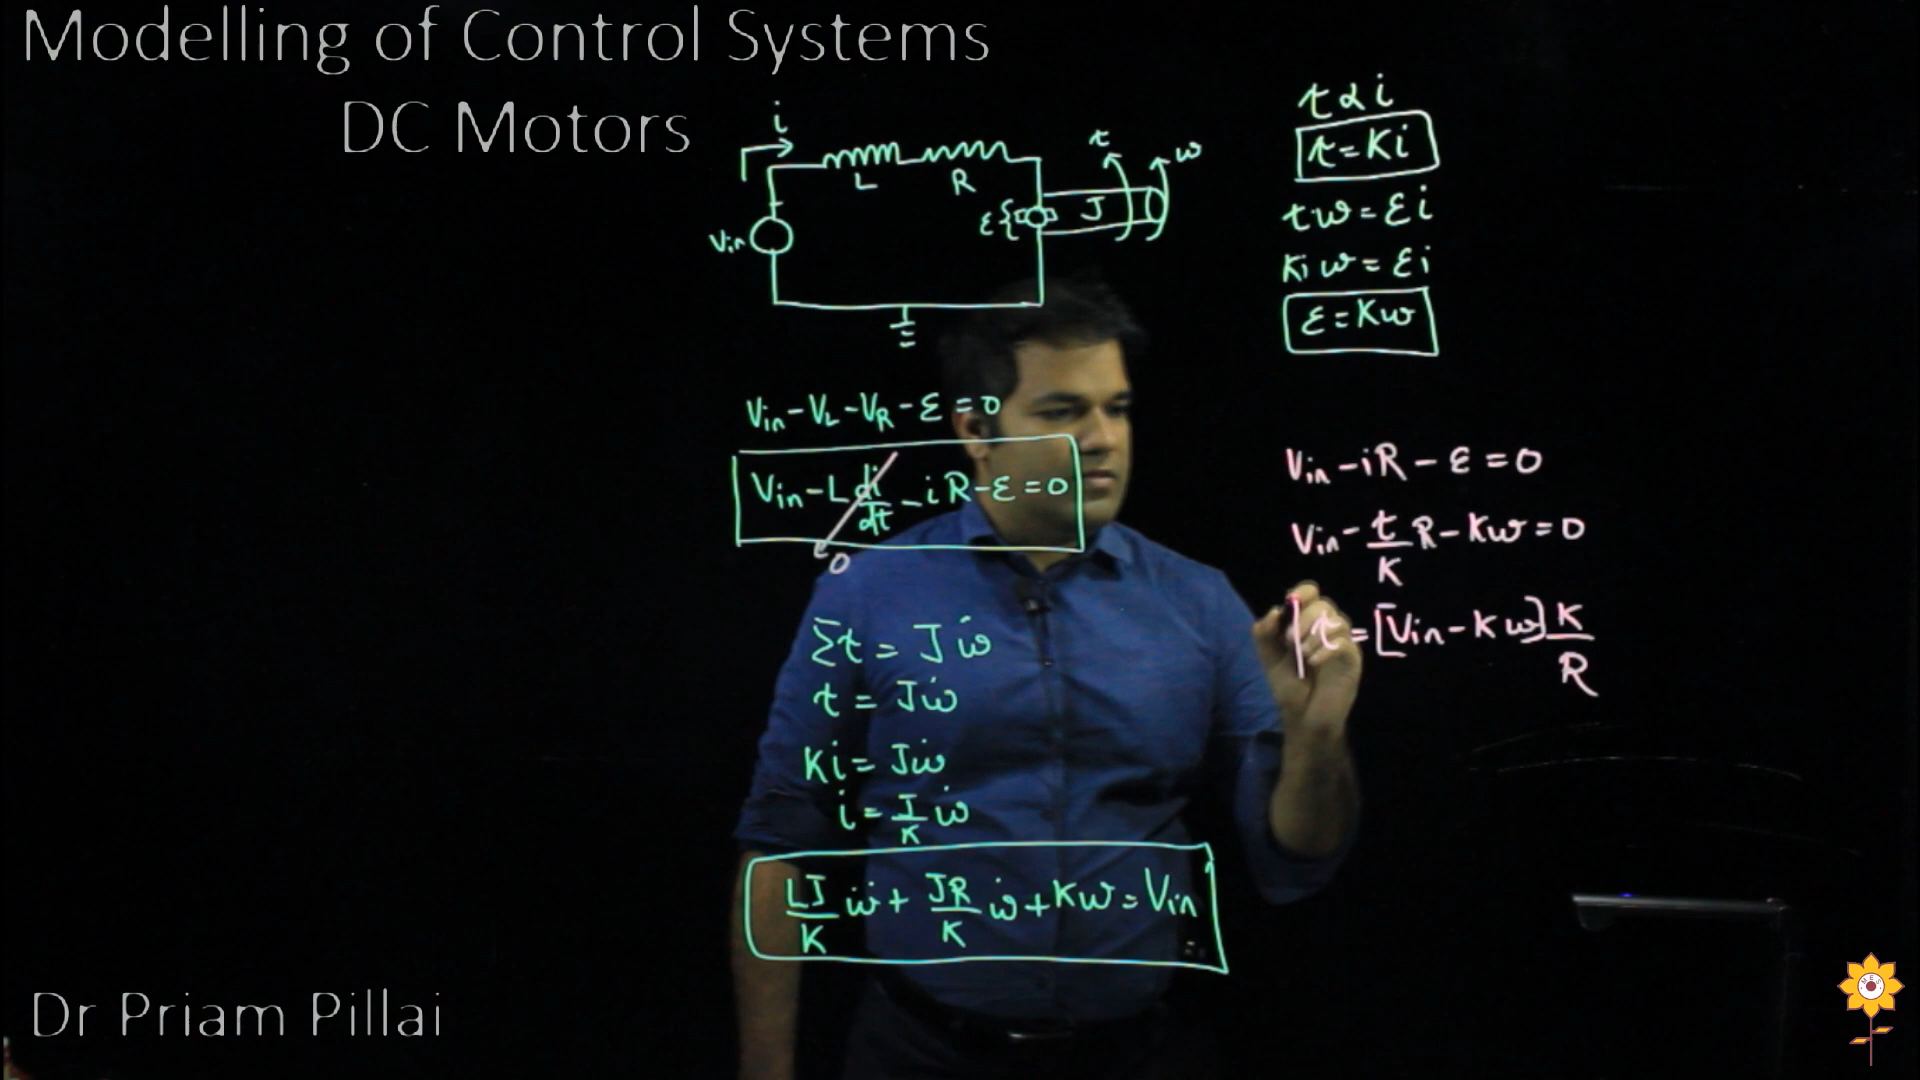 Modelling of Control Systems
DC Motors
i
L
R
Vin
ε{
J
τ
ω
τ α i
τ = Ki
τω = εi
Kiω = εi
ε = Kω
Vin - VL - VR - ε = 0
Vin - L di/dt - iR - ε = 0
0
Στ = Jω̇
τ = Jω̇
Ki = Jω̇
i = J/K ω̇
LJ/K ω̈ + JR/K ω̇ + Kω = Vin
Vin - iR - ε = 0
Vin - τ/K R - Kω = 0
τ = [Vin - Kω] K/R
Dr Priam Pillai